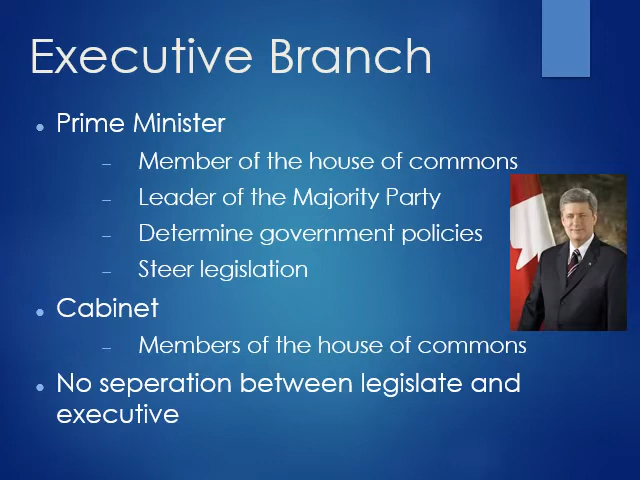 Executive Branch
Prime Minister
Member of the house of commons
Leader of the Majority Party
Determine government policies
Steer legislation
Cabinet
Members of the house of commons
No seperation between legislate and
executive